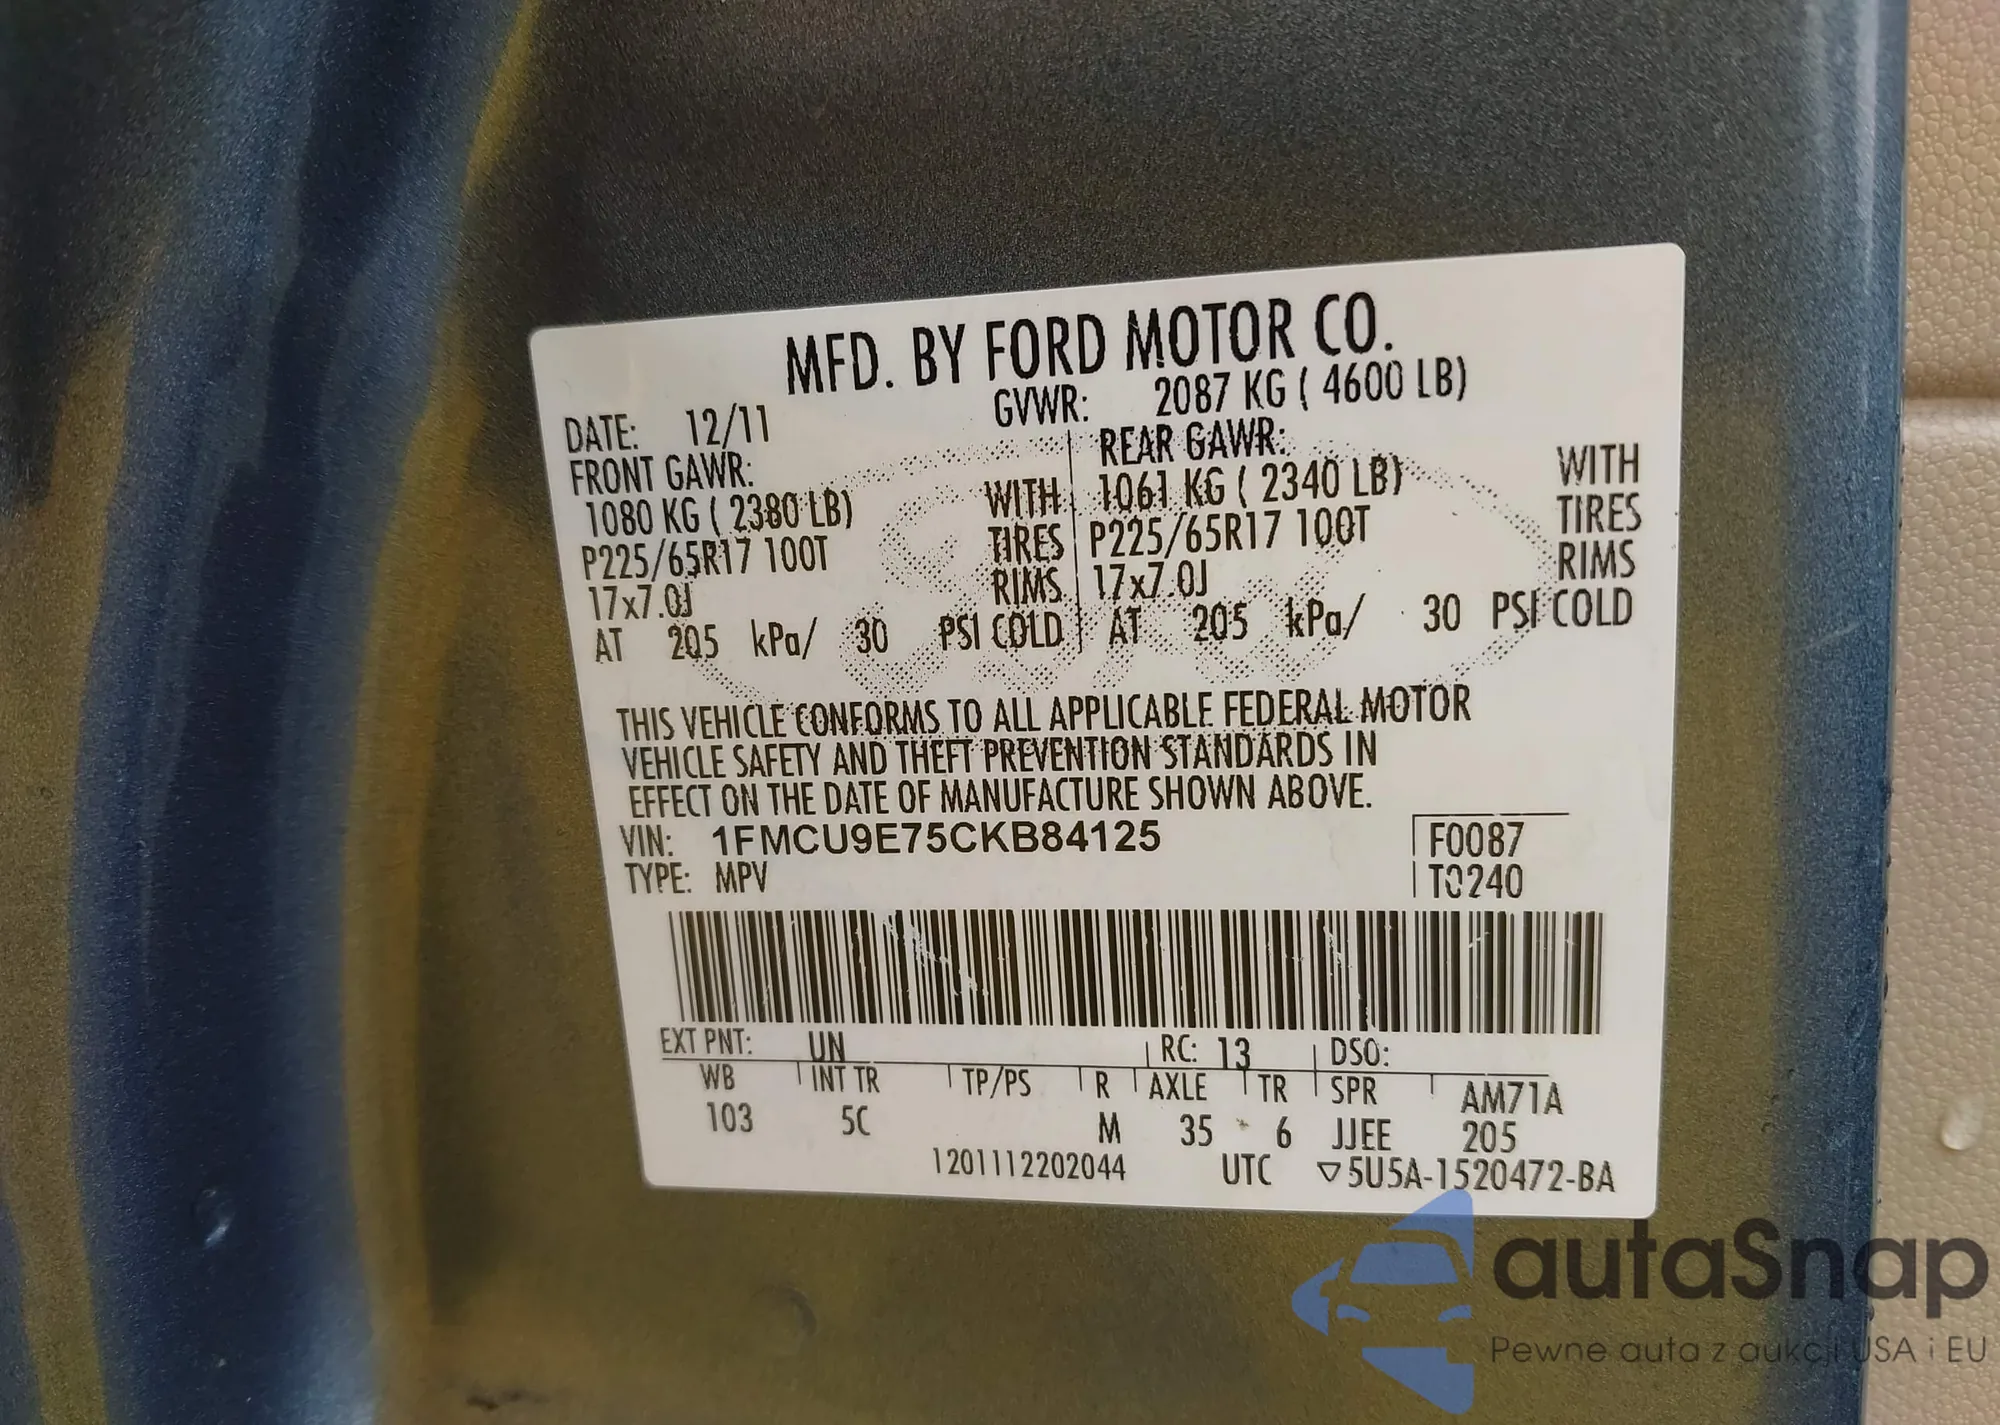 MFD. BY FORD MOTOR CO.
DATE: 12/11 GVWR: 2087 KG ( 4600 LB)
FRONT GAWR: REAR GAWR:
1080 KG ( 2380 LB) WITH 1061 KG ( 2340 LB) WITH
P225/65R17 100T TIRES P225/65R17 100T TIRES
17x7.0J RIMS 17x7.0J RIMS
AT 205 kPa/ 30 PSI COLD AT 205 kPa/ 30 PSI COLD
THIS VEHICLE CONFORMS TO ALL APPLICABLE FEDERAL MOTOR
VEHICLE SAFETY AND THEFT PREVENTION STANDARDS IN
EFFECT ON THE DATE OF MANUFACTURE SHOWN ABOVE.
VIN: 1FMCU9E75CKB84125 F0087
TYPE: MPV T0240
EXT PNT: UN RC: 13 DSO:
WB INT TR TP/PS R AXLE TR SPR AM71A
103 5C M 35 6 JJEE 205
1201112202044 UTC ▽5U5A-1520472-BA
autaSnap
Pewne auta z aukcji USA i EU